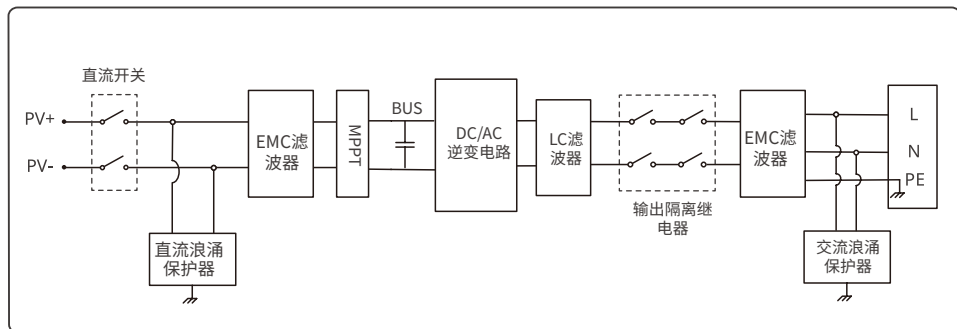 直流开关
PV+
PV-
直流浪涌
保护器
EMC滤
波器
MPPT
BUS
DC/AC
逆变电路
LC滤
波器
输出隔离继
电器
EMC滤
波器
L
N
PE
交流浪涌
保护器